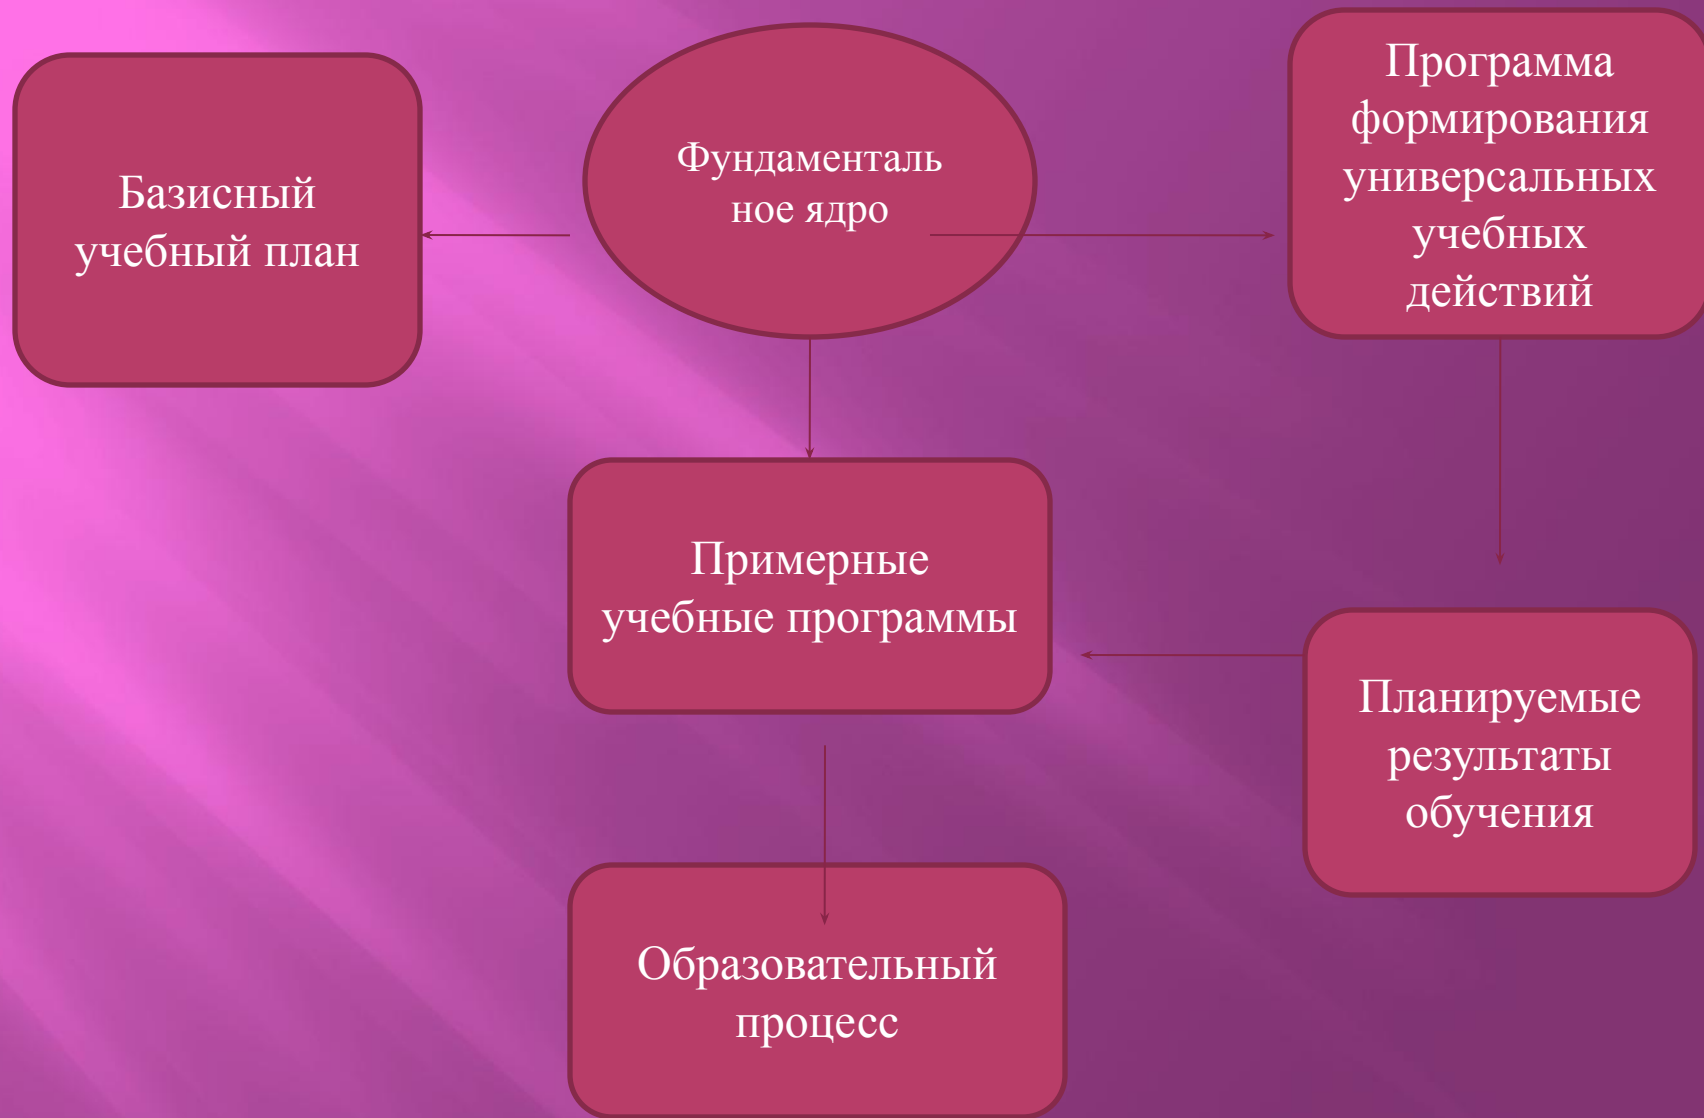 Базисный
учебный план
Фундаменталь
ное ядро
Программа
формирования
универсальных
учебных
действий
Примерные
учебные программы
Планируемые
результаты
обучения
Образовательный
процесс